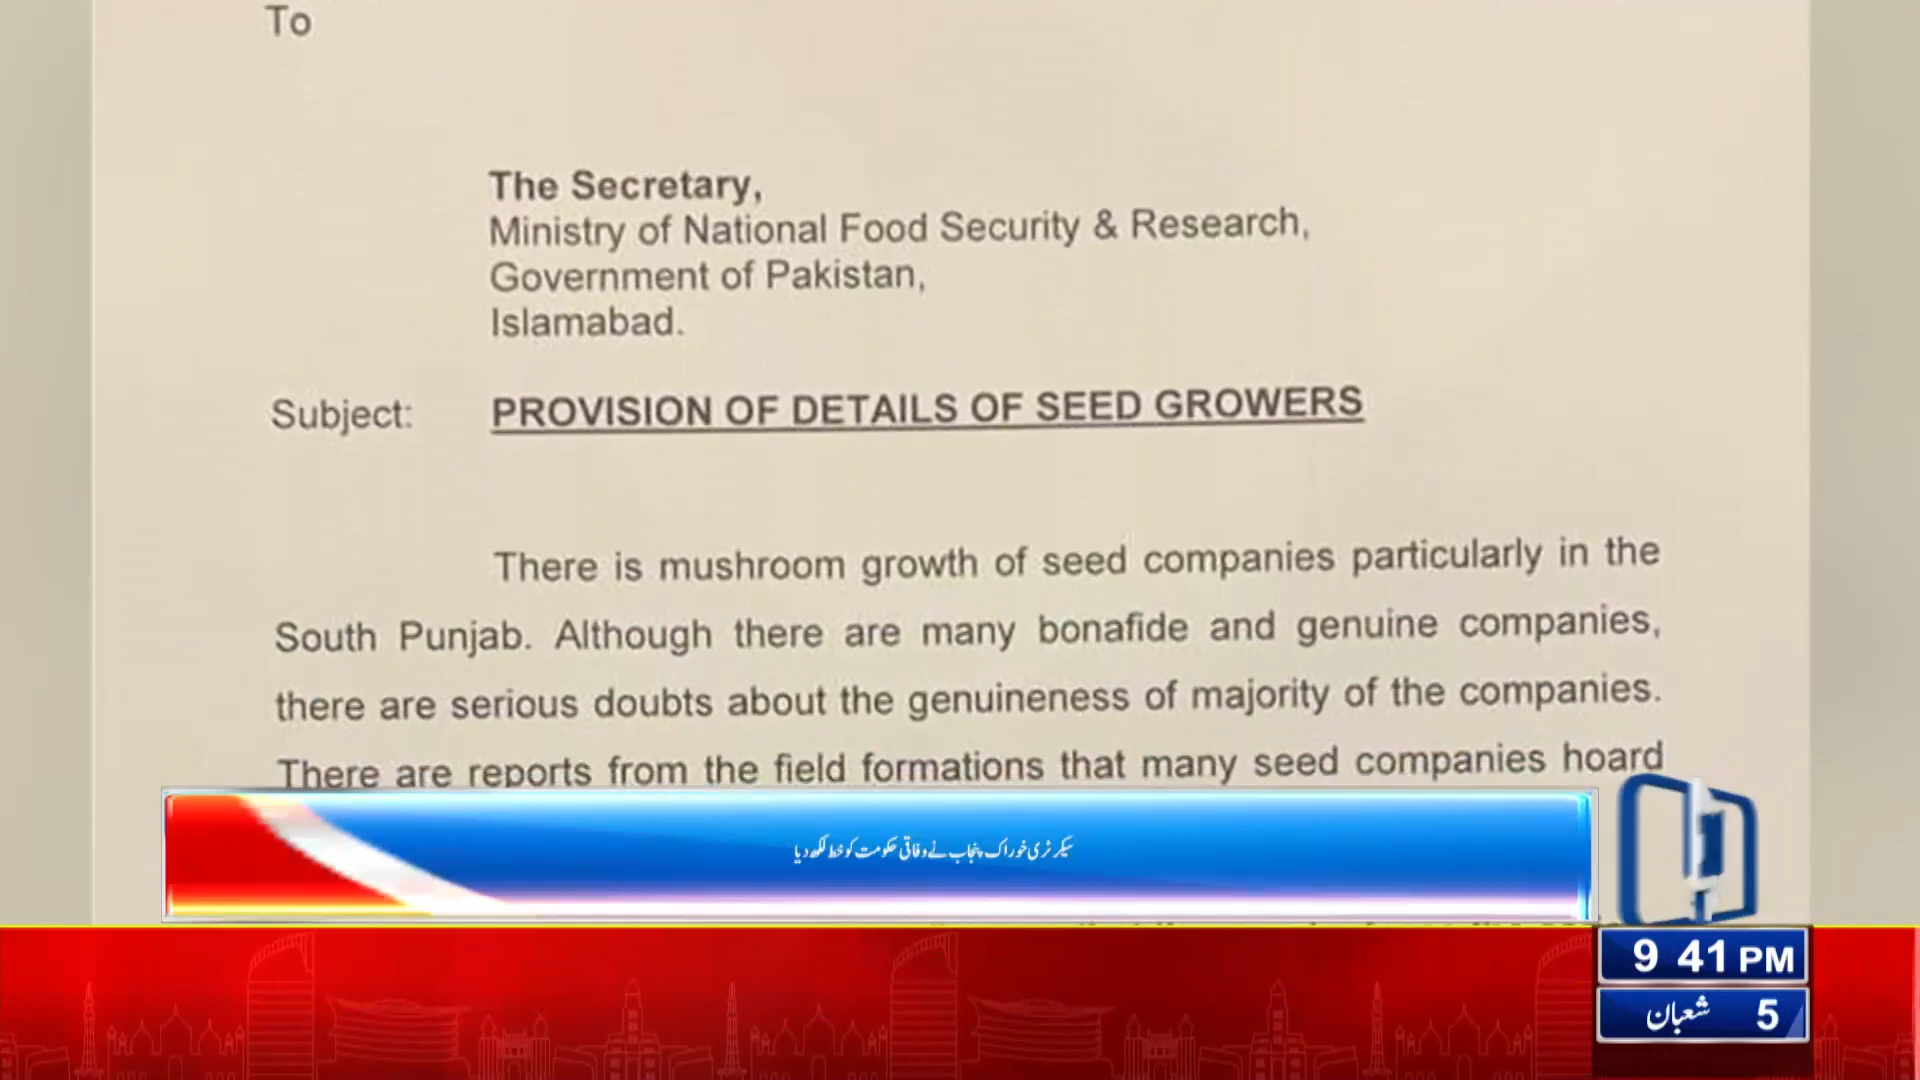 To
The Secretary,
Ministry of National Food Security & Research,
Government of Pakistan,
Islamabad.
Subject: PROVISION OF DETAILS OF SEED GROWERS
There is mushroom growth of seed companies particularly in the
South Punjab. Although there are many bonafide and genuine companies,
there are serious doubts about the genuineness of majority of the companies.
There are reports from the field formations that many seed companies hoard
سیکرٹری خوراک پنجاب نے وفاقی حکومت کو خط لکھ دیا
9 41 PM
5 شعبان